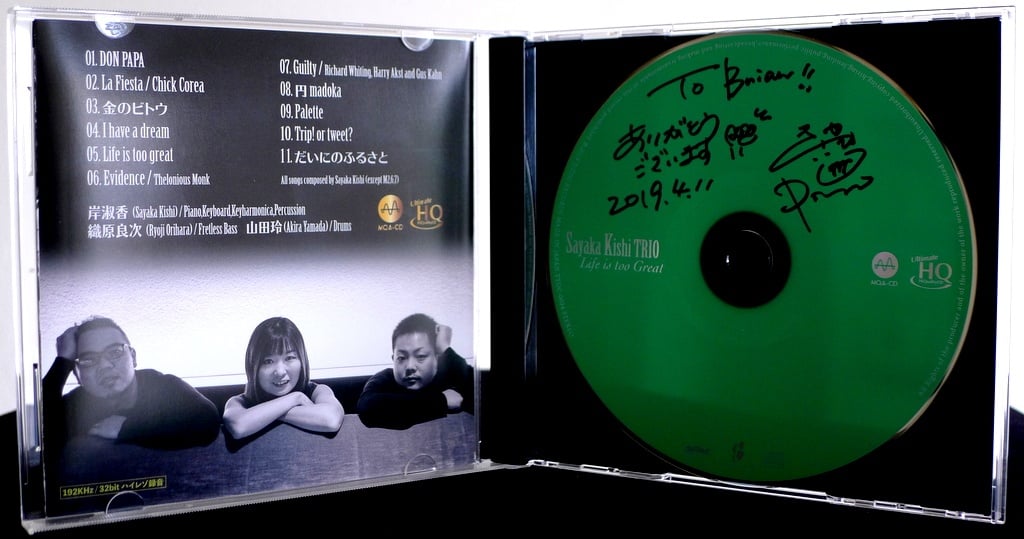 01. DON PAPA
02. La Fiesta / Chick Corea
03. 金のビトウ
04. I have a dream
05. Life is too great
06. Evidence / Thelonious Monk
07. Guilty / Richard Whiting, Harry Akst and Gus Kahn
08. 円 madoka
09. Palette
10. Trip! or tweet?
11. だいにのふるさと
All songs composed by Sayaka Kishi (except M2.6.7)
岸淑香 (Sayaka Kishi) / Piano,Keyboard,Keyharmonica,Percussion
織原良次 (Ryoji Orihara) / Fretless Bass 山田玲 (Akira Yamada) / Drums
MQA-CD
Ultimate
HQ
192KHz / 32bit ハイレゾ録音
To Brian!!
ありがとう
ございます!!
2019.4.11
Sayaka Kishi TRIO
Life is too Great
MQA-CD
Ultimate
HQ